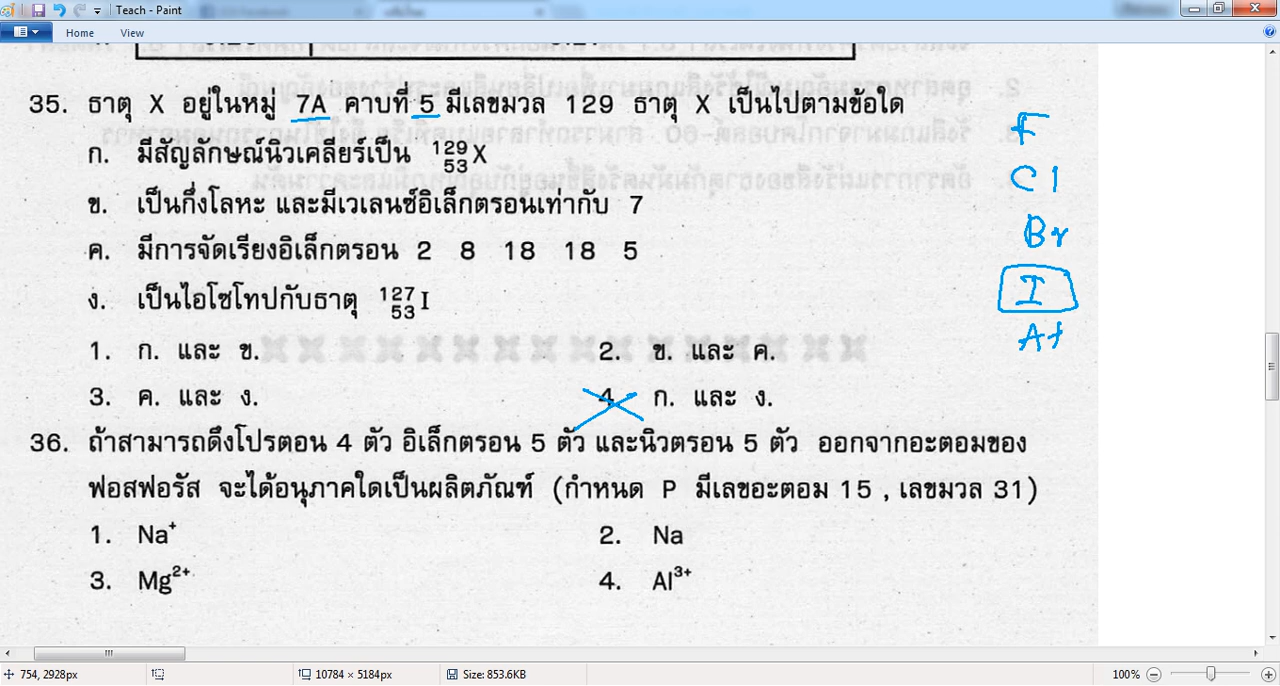 Teach - Paint
Home View
35. ธาตุ X อยู่ในหมู่ 7A คาบที่ 5 มีเลขมวล 129 ธาตุ X เป็นไปตามข้อใด
ก. มีสัญลักษณ์นิวเคลียร์เป็น ¹²⁹₅₃X
ข. เป็นกึ่งโลหะ และมีเวเลนซ์อิเล็กตรอนเท่ากับ 7
ค. มีการจัดเรียงอิเล็กตรอน 2 8 18 18 5
ง. เป็นไอโซโทปกับธาตุ ¹²⁷₅₃I
1. ก. และ ข. 2. ข. และ ค.
3. ค. และ ง. 4. ก. และ ง.
F
Cl
Br
I
At
36. ถ้าสามารถดึงโปรตอน 4 ตัว อิเล็กตรอน 5 ตัว และนิวตรอน 5 ตัว ออกจากอะตอมของ
ฟอสฟอรัส จะได้อนุภาคใดเป็นผลิตภัณฑ์ (กำหนด P มีเลขอะตอม 15 , เลขมวล 31)
1. Na⁺ 2. Na
3. Mg²⁺ 4. Al³⁺
754, 2928px 10784 × 5184px Size: 853.6KB 100%